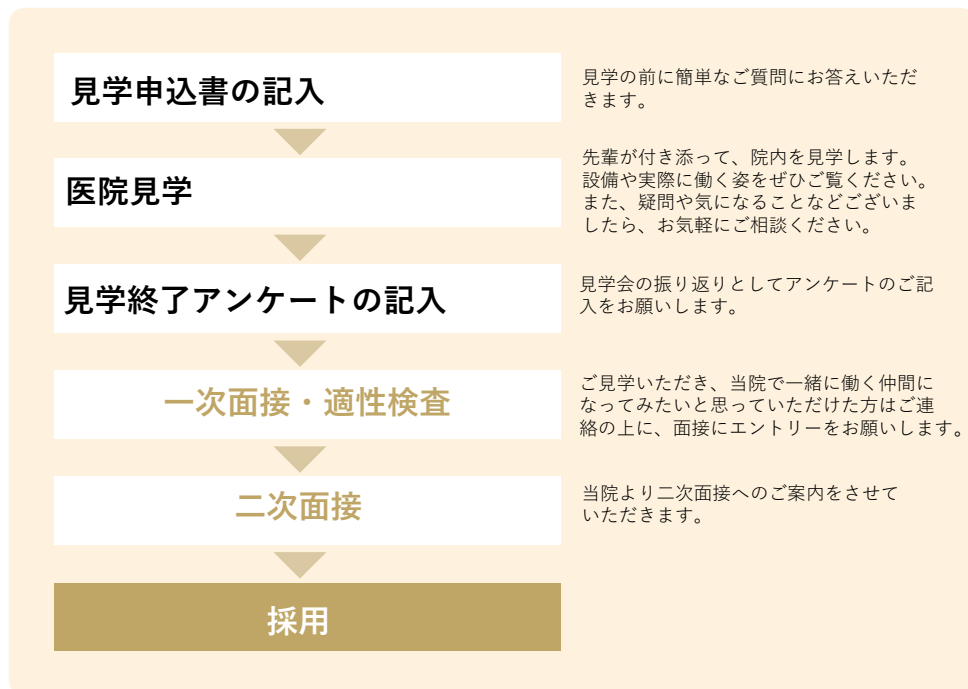 見学申込書の記入
見学の前に簡単なご質問にお答えいただ
きます。
医院見学
先輩が付き添って、院内を見学します。
設備や実際に働く姿をぜひご覧ください。
また、疑問や気になることなどございま
したら、お気軽にご相談ください。
見学終了アンケートの記入
見学会の振り返りとしてアンケートのご記
入をお願いします。
一次面接・適性検査
ご見学いただき、当院で一緒に働く仲間に
なってみたいと思っていただけた方はご連
絡の上に、面接にエントリーをお願いします。
二次面接
当院より二次面接へのご案内をさせて
いただきます。
採用